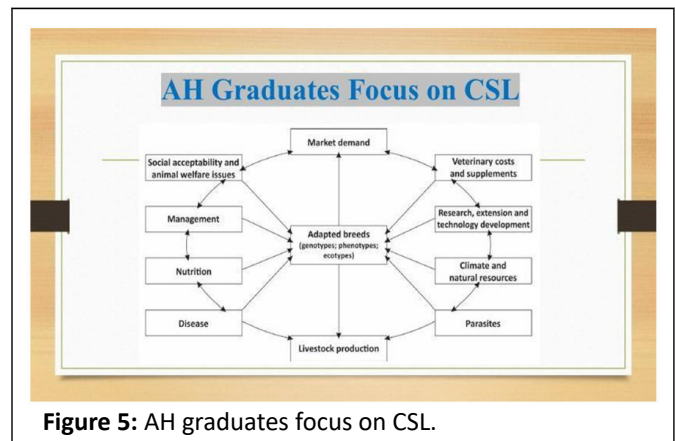 AH Graduates Focus on CSL
Market demand
Social acceptability and
animal welfare issues
Veterinary costs
and supplements
Management
Research, extension and
technology development
Adapted breeds
(genotypes; phenotypes;
ecotypes)
Nutrition
Climate and
natural resources
Disease
Parasites
Livestock production
Figure 5: AH graduates focus on CSL.